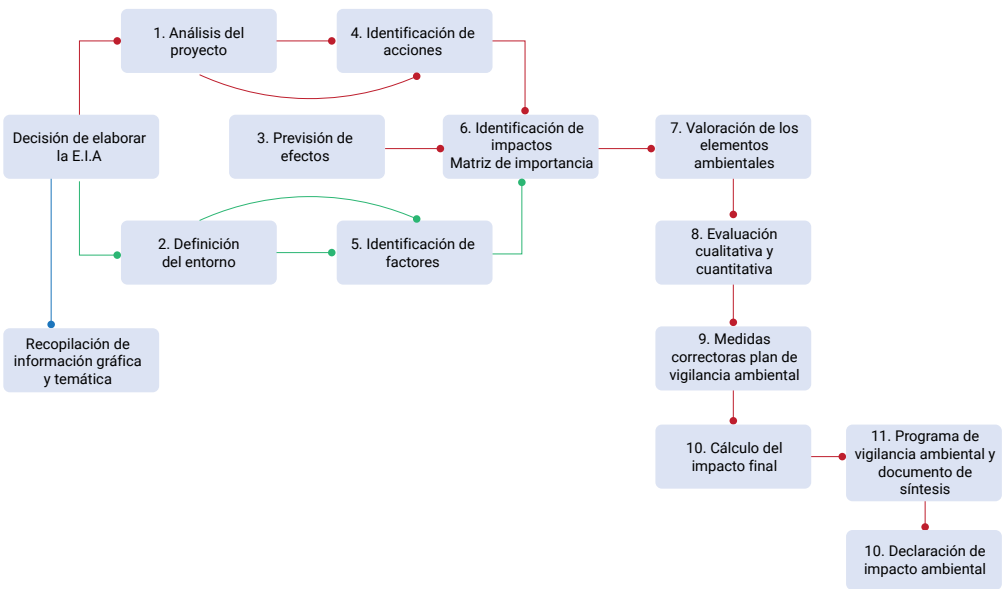 1. Análisis del
proyecto
4. Identificación de
acciones
Decisión de elaborar
la E.I.A
3. Previsión de
efectos
6. Identificación de
impactos
Matriz de importancia
7. Valoración de los
elementos
ambientales
2. Definición
del entorno
5. Identificación de
factores
8. Evaluación
cualitativa y
cuantitativa
Recopilación de
información gráfica
y temática
9. Medidas
correctoras plan de
vigilancia ambiental
10. Cálculo del
impacto final
11. Programa de
vigilancia ambiental y
documento de
síntesis
10. Declaración de
impacto ambiental